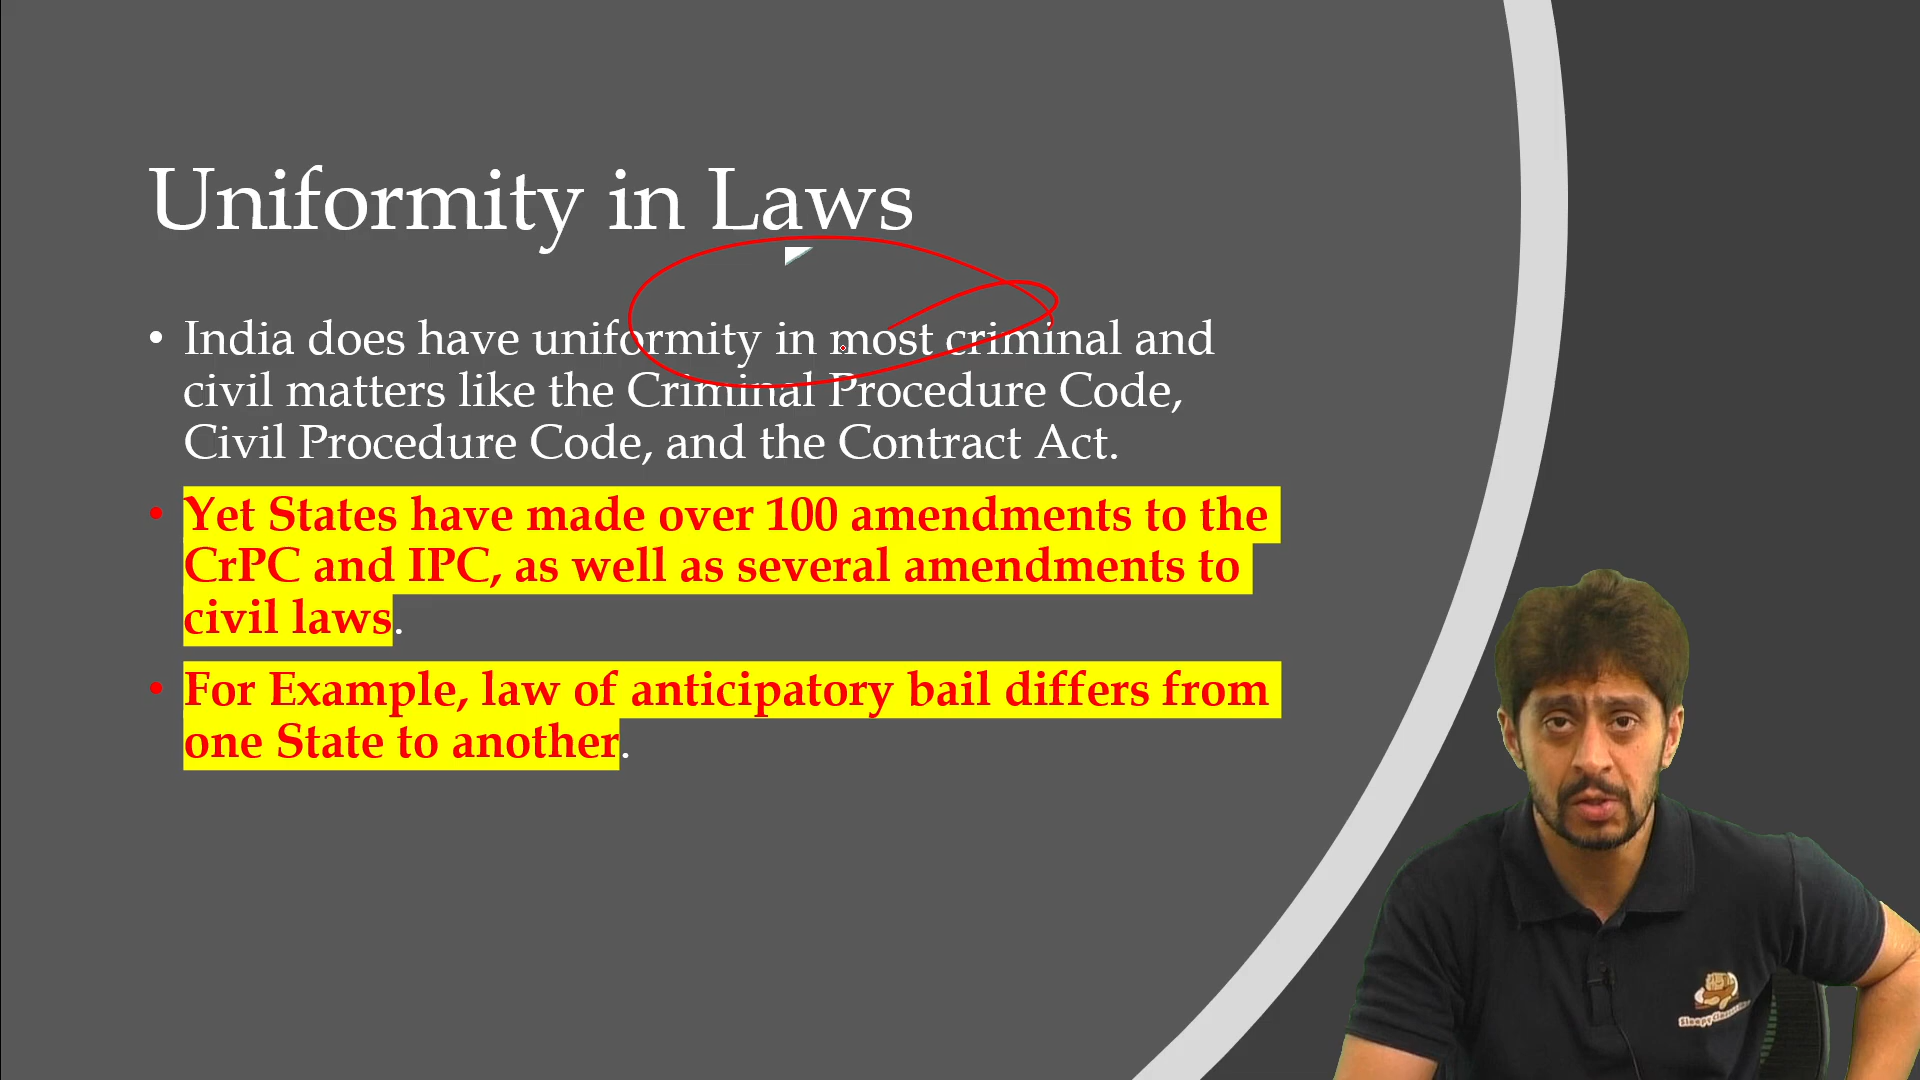 Uniformity in Laws
• India does have uniformity in most criminal and
civil matters like the Criminal Procedure Code,
Civil Procedure Code, and the Contract Act.
• Yet States have made over 100 amendments to the
CrPC and IPC, as well as several amendments to
civil laws.
• For Example, law of anticipatory bail differs from
one State to another.